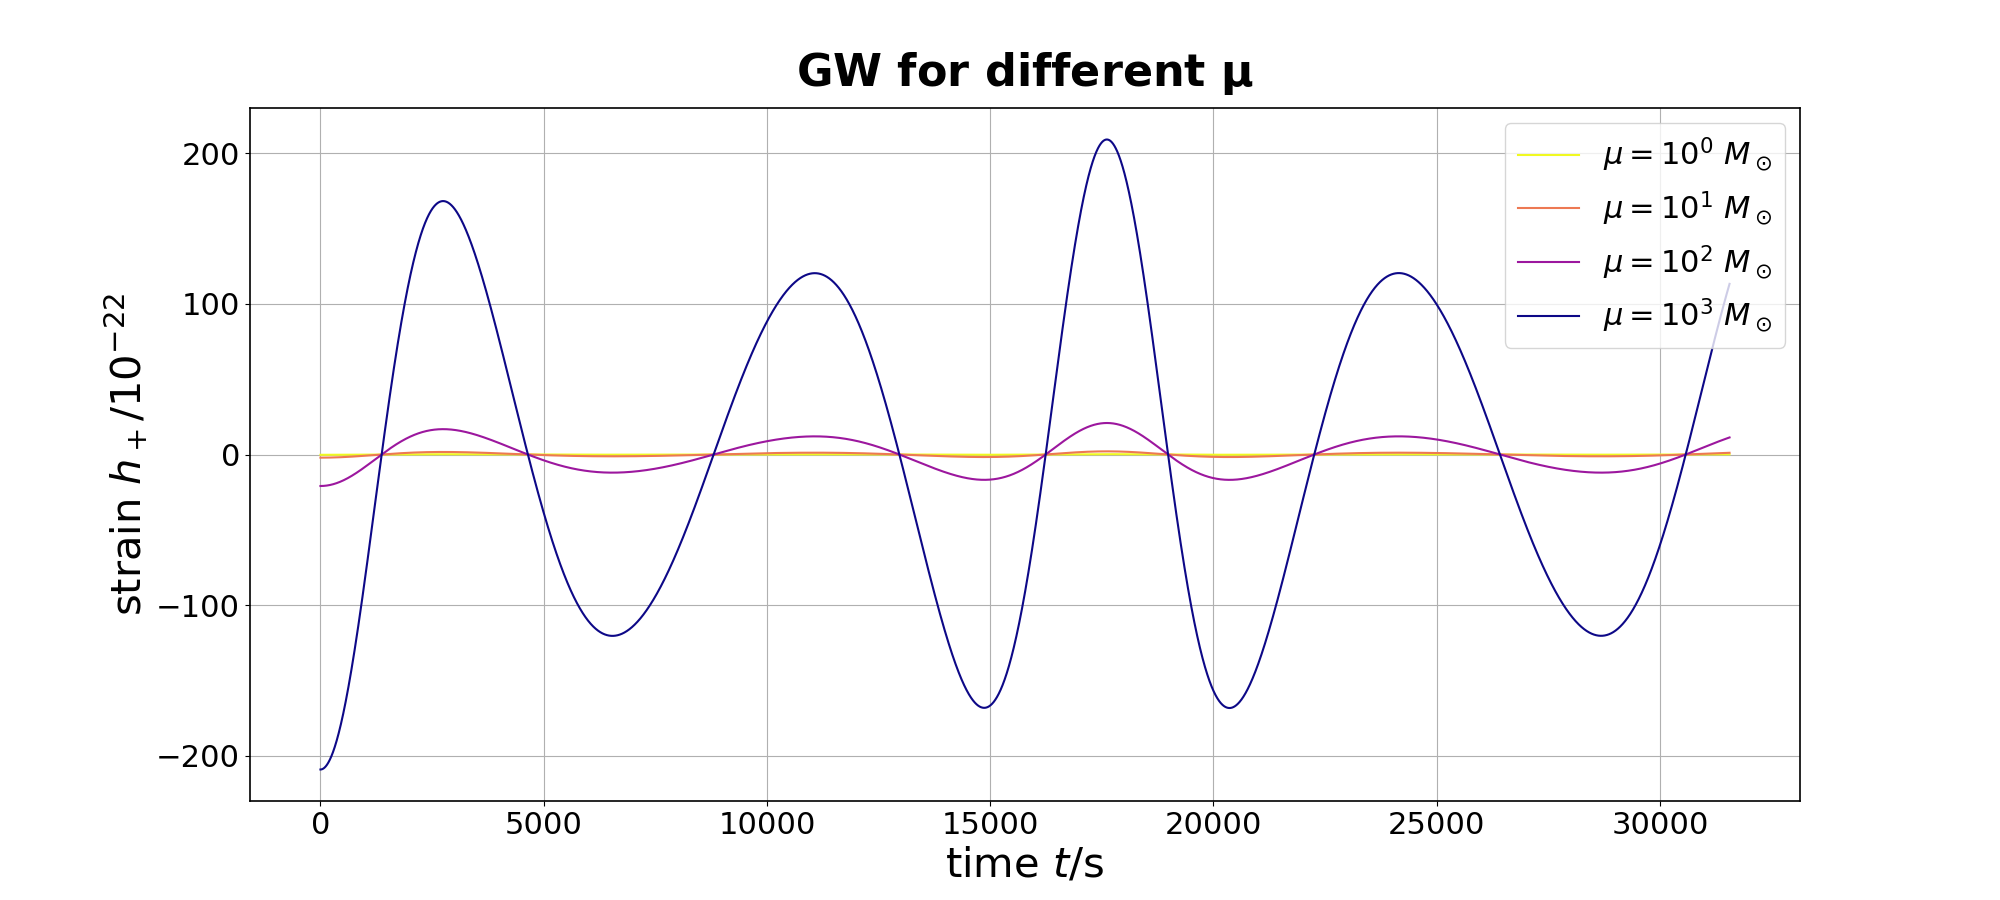 GW for different μ
μ = 10⁰ M⊙
μ = 10¹ M⊙
μ = 10² M⊙
μ = 10³ M⊙
strain h₊/10⁻²²
200
100
0
−100
−200
0 5000 10000 15000 20000 25000 30000
time t/s